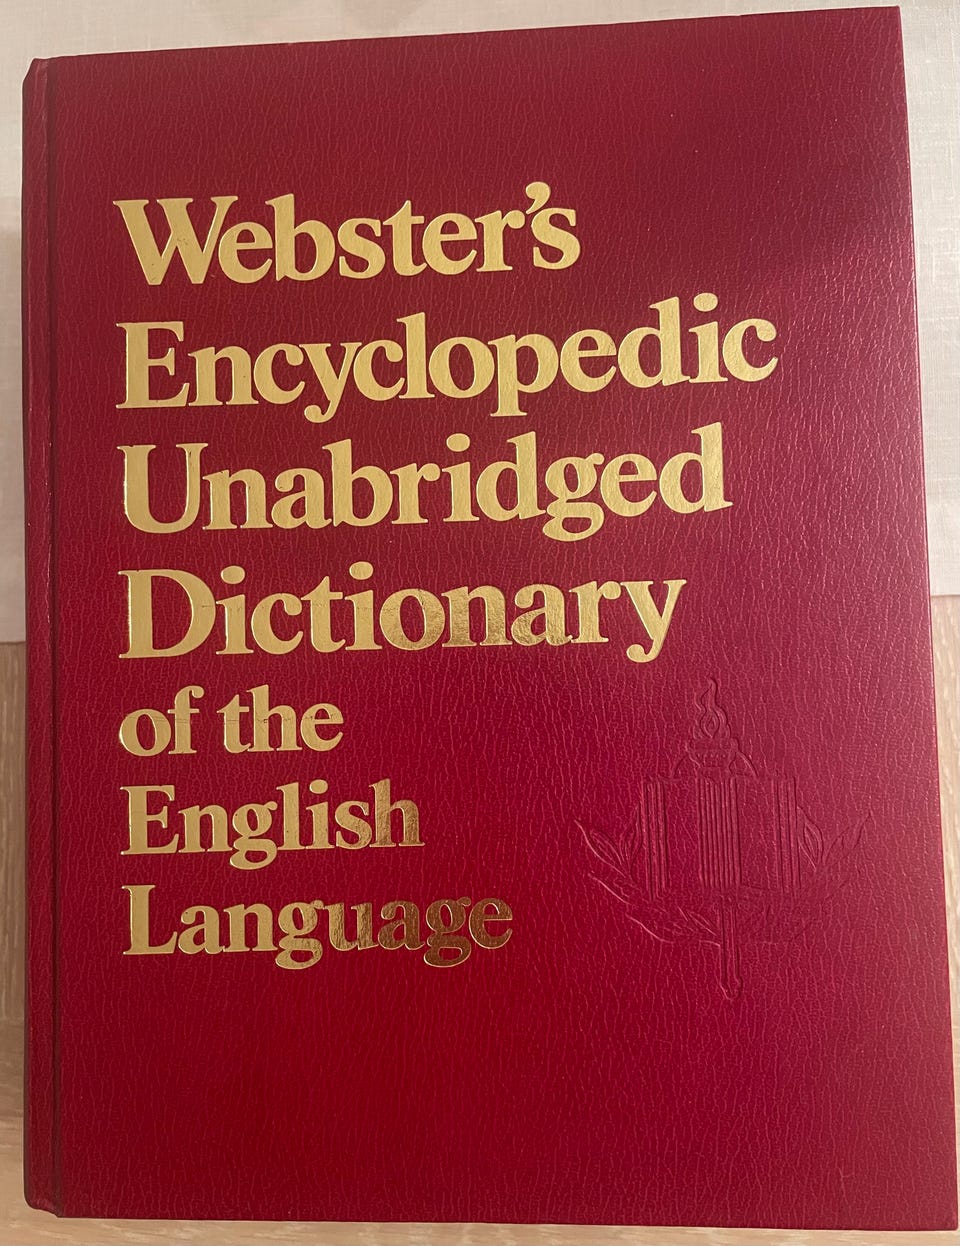 Webster's
Encyclopedic
Unabridged
Dictionary
of the
English
Language